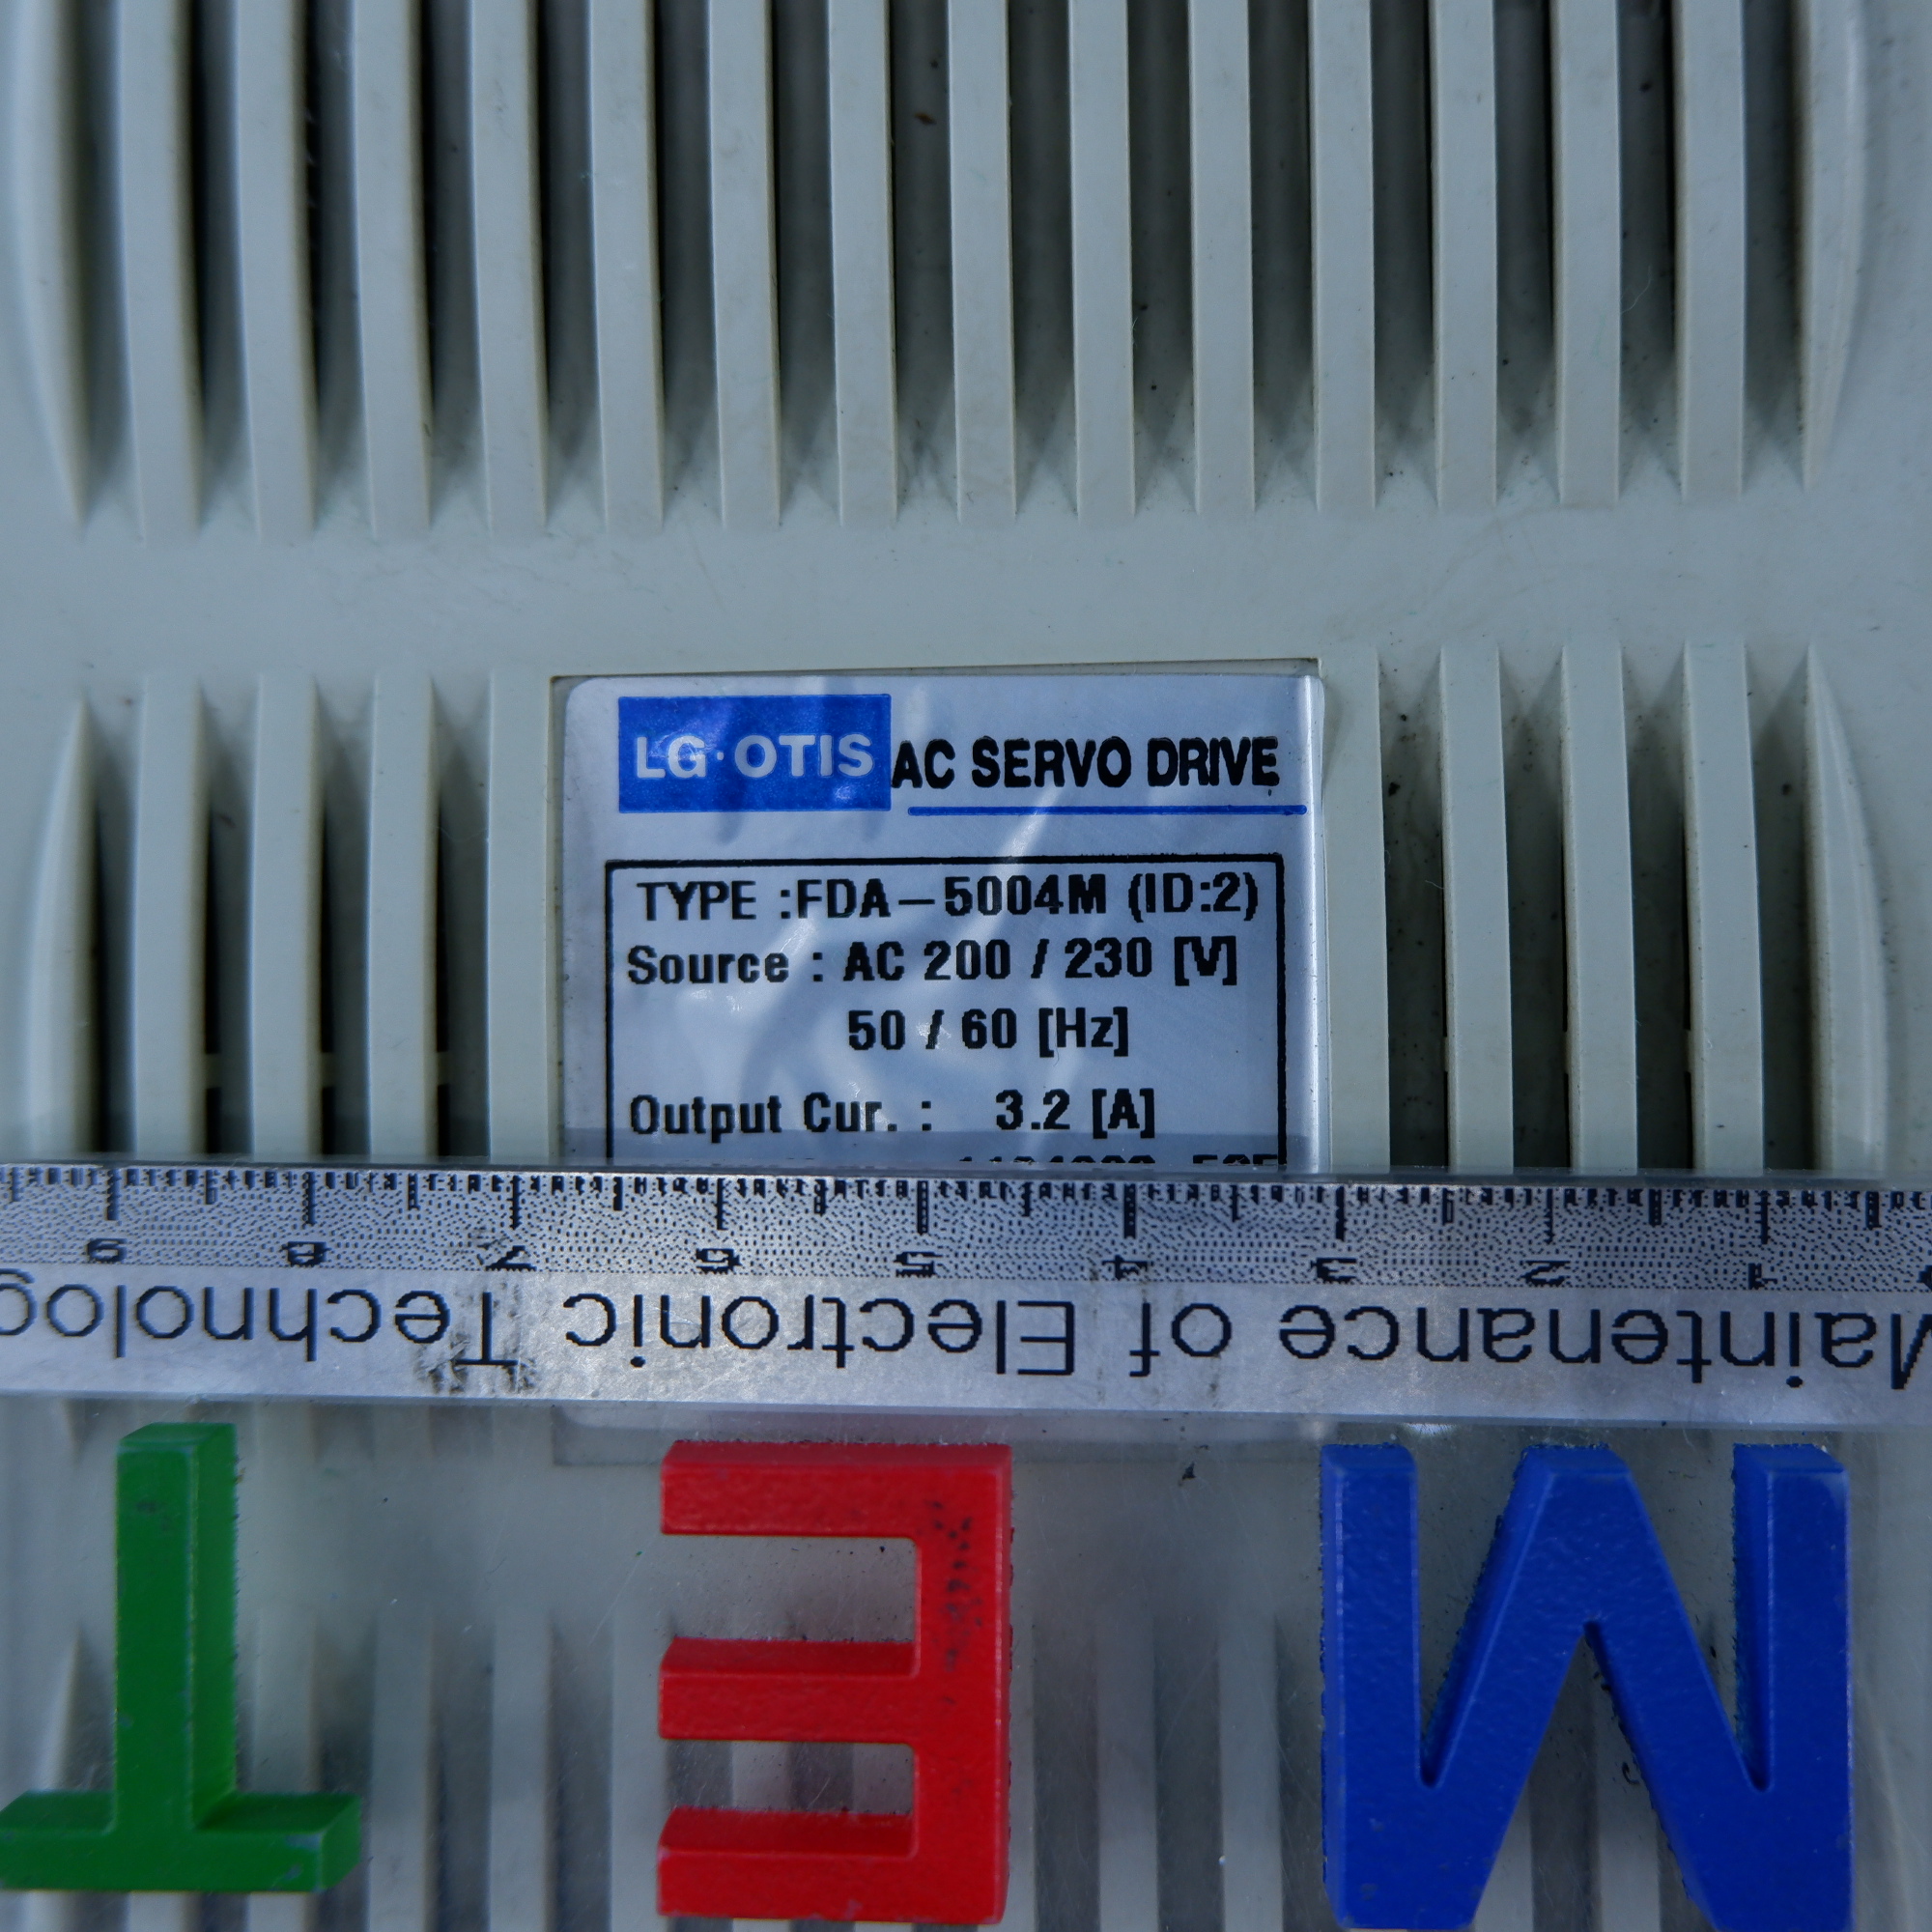 LG·OTIS AC SERVO DRIVE
TYPE :FDA-5004M (ID:2)
Source : AC 200 / 230 [V]
50 / 60 [Hz]
Output Cur. : 3.2 [A]
9 8 7 6 5 4 3 2 1
Maintenance of Electronic Technolog
M E T